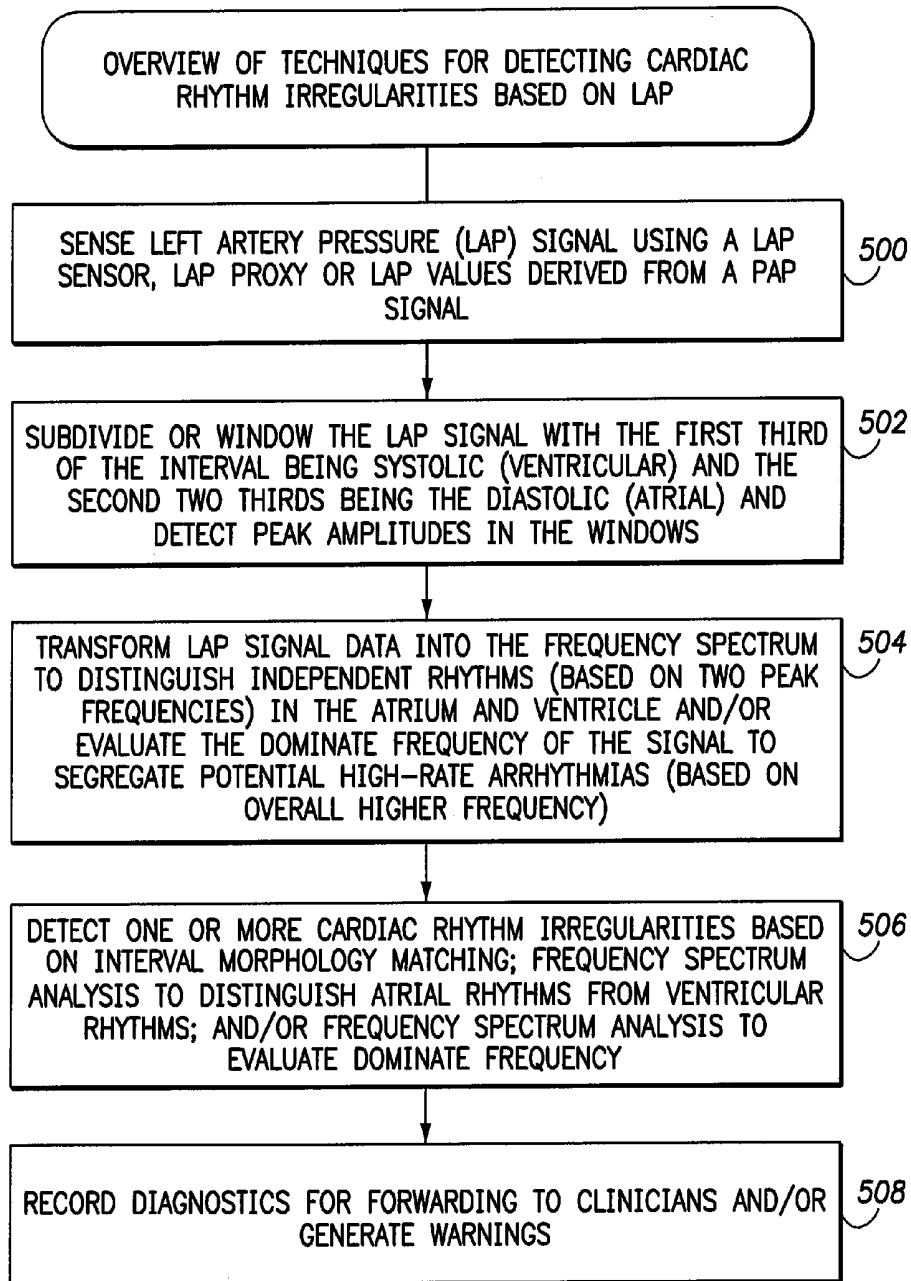 OVERVIEW OF TECHNIQUES FOR DETECTING CARDIAC
RHYTHM IRREGULARITIES BASED ON LAP
SENSE LEFT ARTERY PRESSURE (LAP) SIGNAL USING A LAP
SENSOR, LAP PROXY OR LAP VALUES DERIVED FROM A PAP
SIGNAL
500
SUBDIVIDE OR WINDOW THE LAP SIGNAL WITH THE FIRST THIRD
OF THE INTERVAL BEING SYSTOLIC (VENTRICULAR) AND THE
SECOND TWO THIRDS BEING THE DIASTOLIC (ATRIAL) AND
DETECT PEAK AMPLITUDES IN THE WINDOWS
502
TRANSFORM LAP SIGNAL DATA INTO THE FREQUENCY SPECTRUM
TO DISTINGUISH INDEPENDENT RHYTHMS (BASED ON TWO PEAK
FREQUENCIES) IN THE ATRIUM AND VENTRICLE AND/OR
EVALUATE THE DOMINATE FREQUENCY OF THE SIGNAL TO
SEGREGATE POTENTIAL HIGH-RATE ARRHYTHMIAS (BASED ON
OVERALL HIGHER FREQUENCY)
504
DETECT ONE OR MORE CARDIAC RHYTHM IRREGULARITIES BASED
ON INTERVAL MORPHOLOGY MATCHING; FREQUENCY SPECTRUM
ANALYSIS TO DISTINGUISH ATRIAL RHYTHMS FROM VENTRICULAR
RHYTHMS; AND/OR FREQUENCY SPECTRUM ANALYSIS TO
EVALUATE DOMINATE FREQUENCY
506
RECORD DIAGNOSTICS FOR FORWARDING TO CLINICIANS AND/OR
GENERATE WARNINGS
508